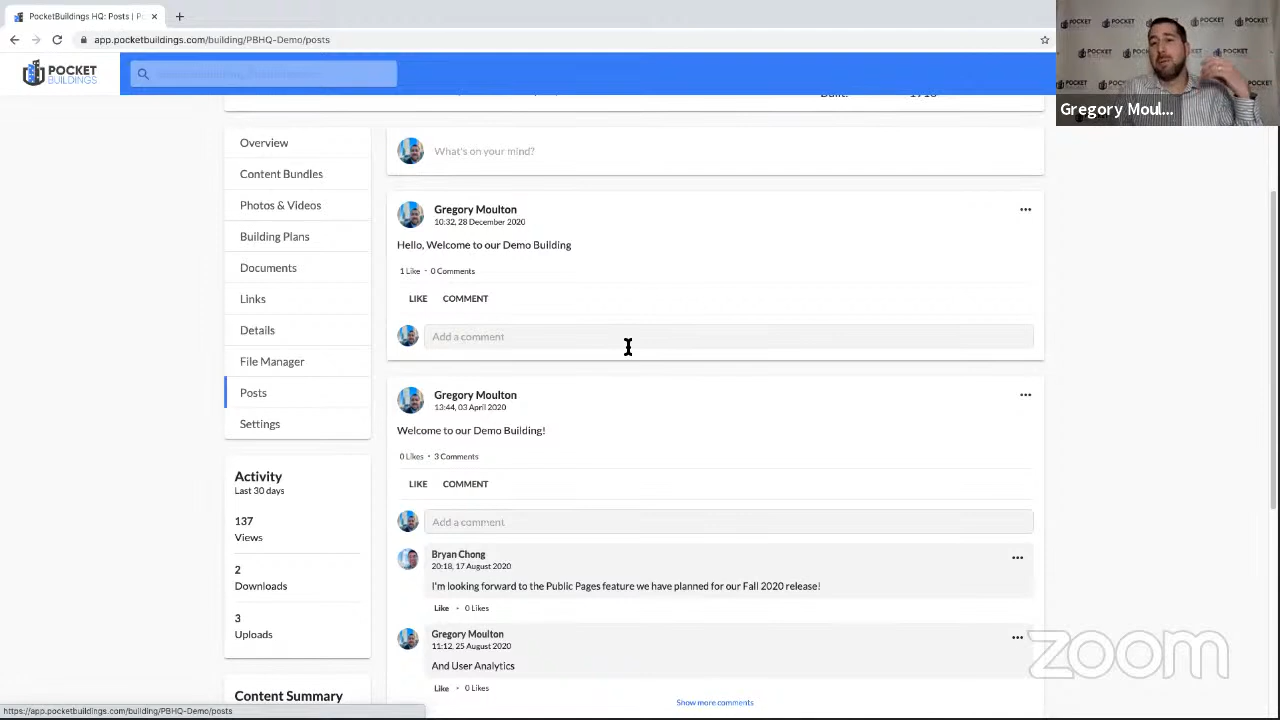 PocketBuildings HQ: Posts | P
app.pocketbuildings.com/building/PBHQ-Demo/posts
POCKET
BUILDINGS
Gregory Moul...
Overview
Content Bundles
Photos & Videos
Building Plans
Documents
Links
Details
File Manager
Posts
Settings
Activity
Last 30 days
137
Views
2
Downloads
3
Uploads
Content Summary
What's on your mind?
Gregory Moulton
10:32, 28 December 2020
Hello, Welcome to our Demo Building
1 Like • 0 Comments
LIKE COMMENT
Add a comment
Gregory Moulton
13:44, 03 April 2020
Welcome to our Demo Building!
0 Likes • 3 Comments
LIKE COMMENT
Add a comment
Bryan Chong
20:18, 17 August 2020
I'm looking forward to the Public Pages feature we have planned for our Fall 2020 release!
Like • 0 Likes
Gregory Moulton
11:12, 25 August 2020
And User Analytics
Like • 0 Likes
Show more comments
zoom
https://app.pocketbuildings.com/building/PBHQ-Demo/posts